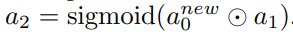 a_2 = sigmoid(a_0^{new} ⊙ a_1).